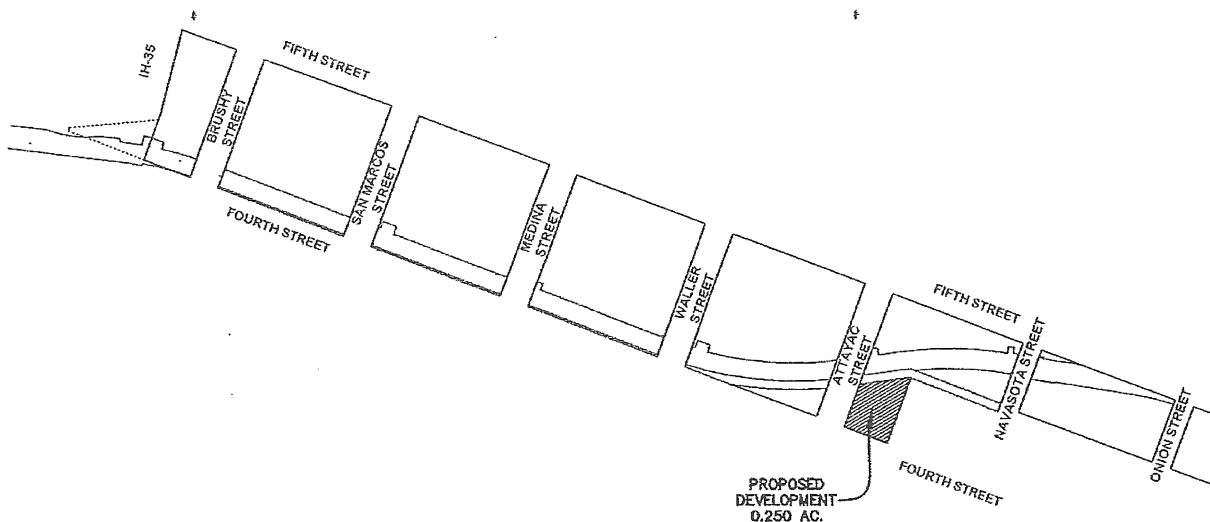 IH-35
FIFTH STREET
BRUSHY
STREET
SAN MARCOS
STREET
FOURTH STREET
MEDINA
STREET
WALLER
STREET
ATTAYAC
STREET
FIFTH STREET
NAVASOTA STREET
ONION STREET
FOURTH STREET
PROPOSED
DEVELOPMENT
0.250 AC.